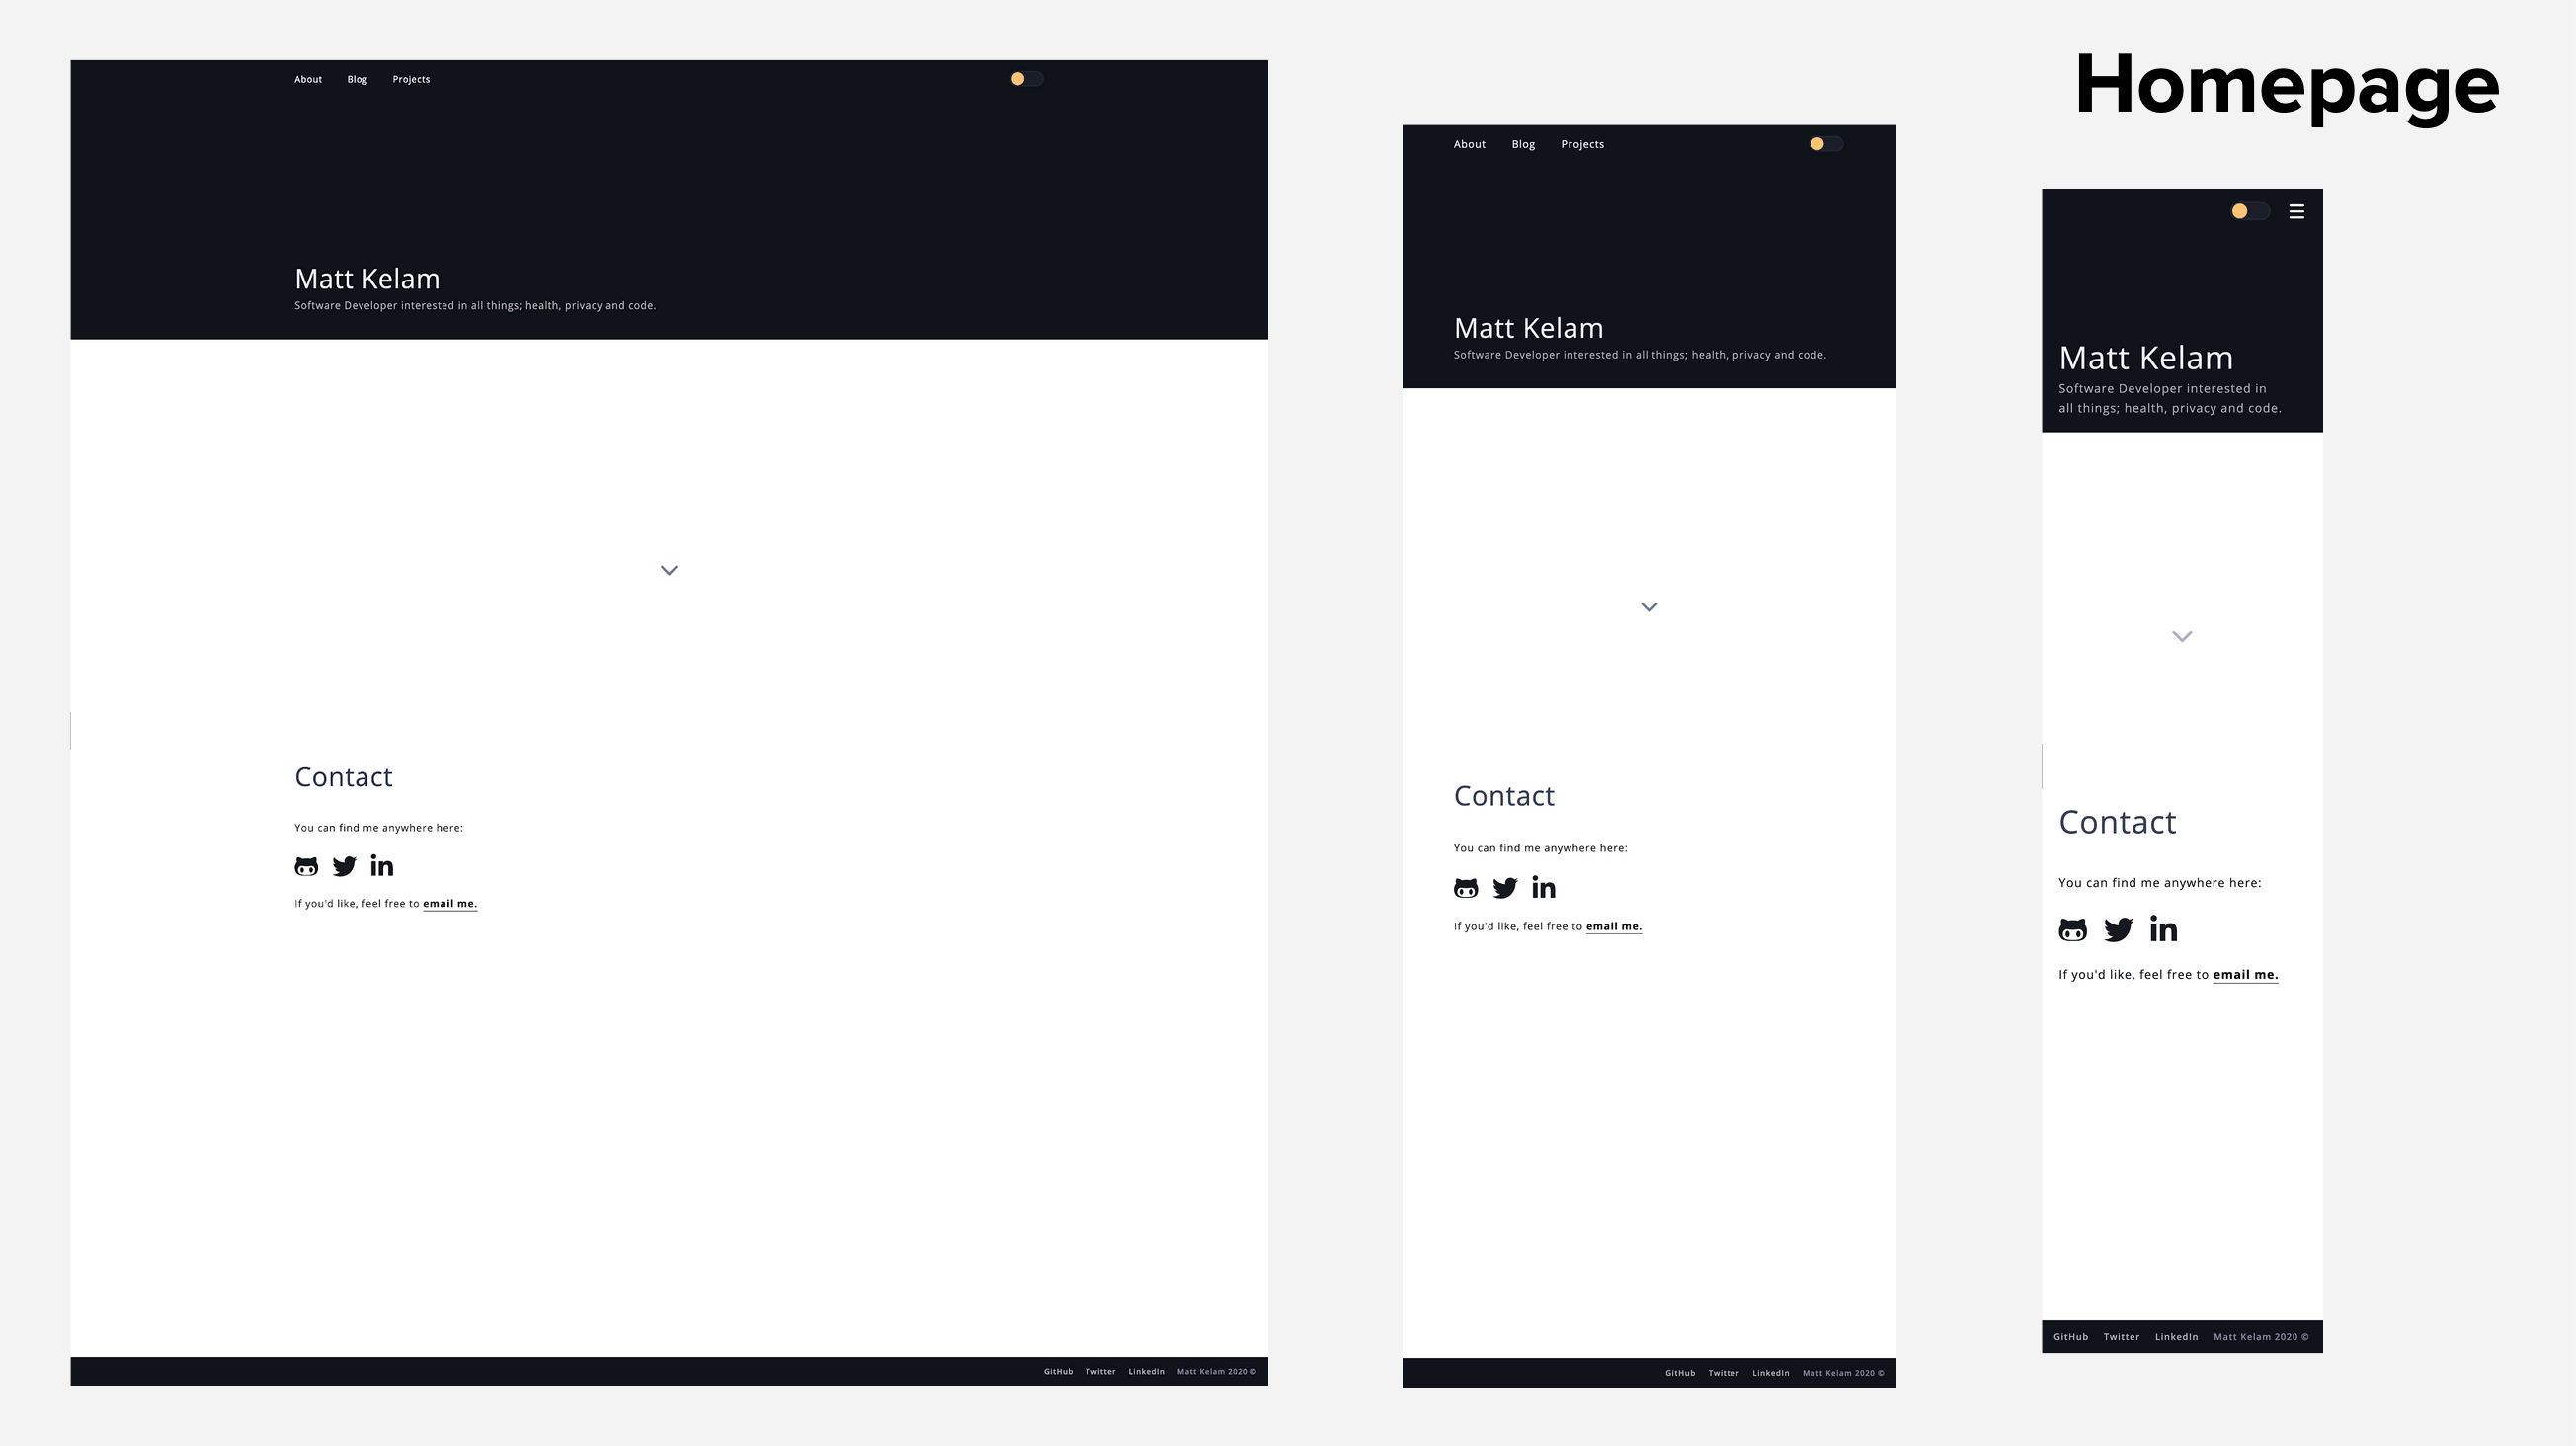 Homepage
About Blog Projects
Matt Kelam
Software Developer interested in all things; health, privacy and code.
Contact
You can find me anywhere here:
in
If you'd like, feel free to email me.
GitHub Twitter LinkedIn Matt Kelam 2020 ©
About Blog Projects
Matt Kelam
Software Developer interested in all things; health, privacy and code.
Contact
You can find me anywhere here:
in
If you'd like, feel free to email me.
GitHub Twitter LinkedIn Matt Kelam 2020 ©
Matt Kelam
Software Developer interested in
all things; health, privacy and code.
Contact
You can find me anywhere here:
in
If you'd like, feel free to email me.
GitHub Twitter LinkedIn Matt Kelam 2020 ©